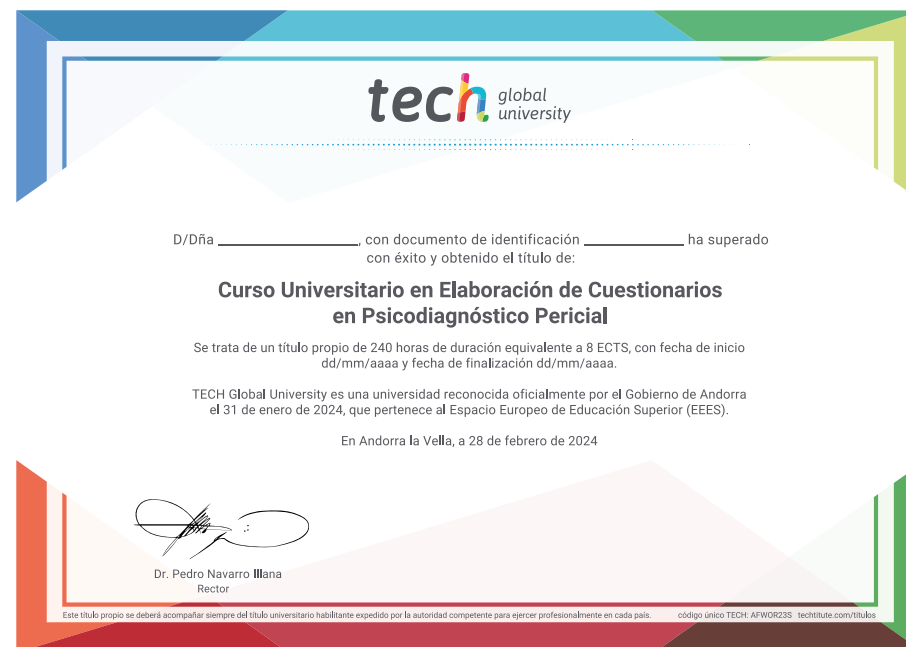 tech global university
D/Dña ____________________, con documento de identificación ______________ ha superado
con éxito y obtenido el título de:
Curso Universitario en Elaboración de Cuestionarios
en Psicodiagnóstico Pericial
Se trata de un título propio de 240 horas de duración equivalente a 8 ECTS, con fecha de inicio
dd/mm/aaaa y fecha de finalización dd/mm/aaaa.
TECH Global University es una universidad reconocida oficialmente por el Gobierno de Andorra
el 31 de enero de 2024, que pertenece al Espacio Europeo de Educación Superior (EEES).
En Andorra la Vella, a 28 de febrero de 2024
Dr. Pedro Navarro Illana
Rector
Este título propio se deberá acompañar siempre del título universitario habilitante expedido por la autoridad competente para ejercer profesionalmente en cada país. código único TECH: AFWOR23S techtitute.com/titulos